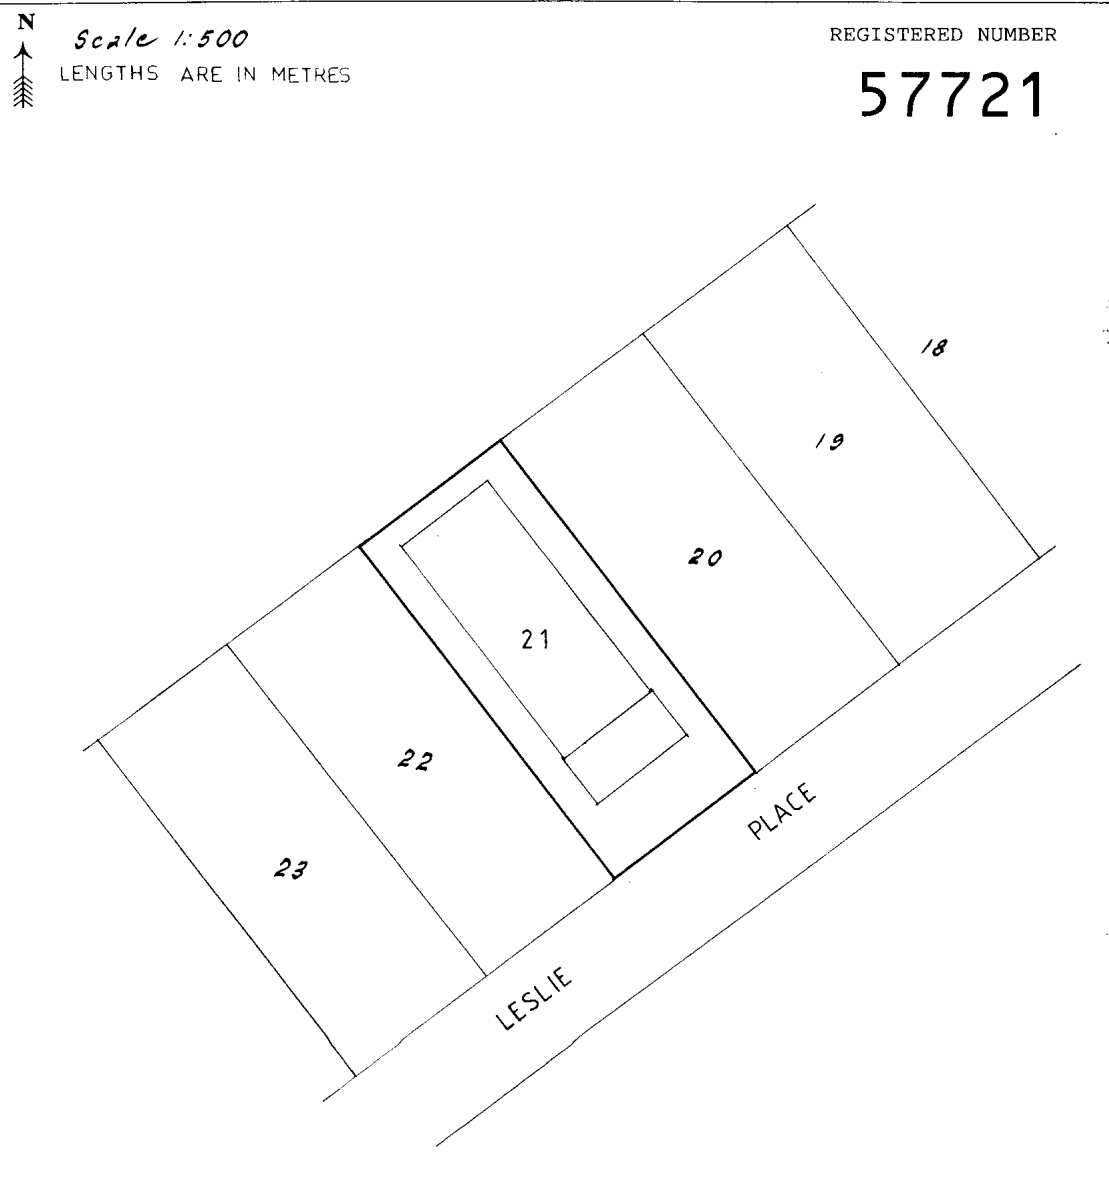 N
Scale 1:500
LENGTHS ARE IN METRES
REGISTERED NUMBER
57721
18
19
20
21
22
23
LESLIE PLACE